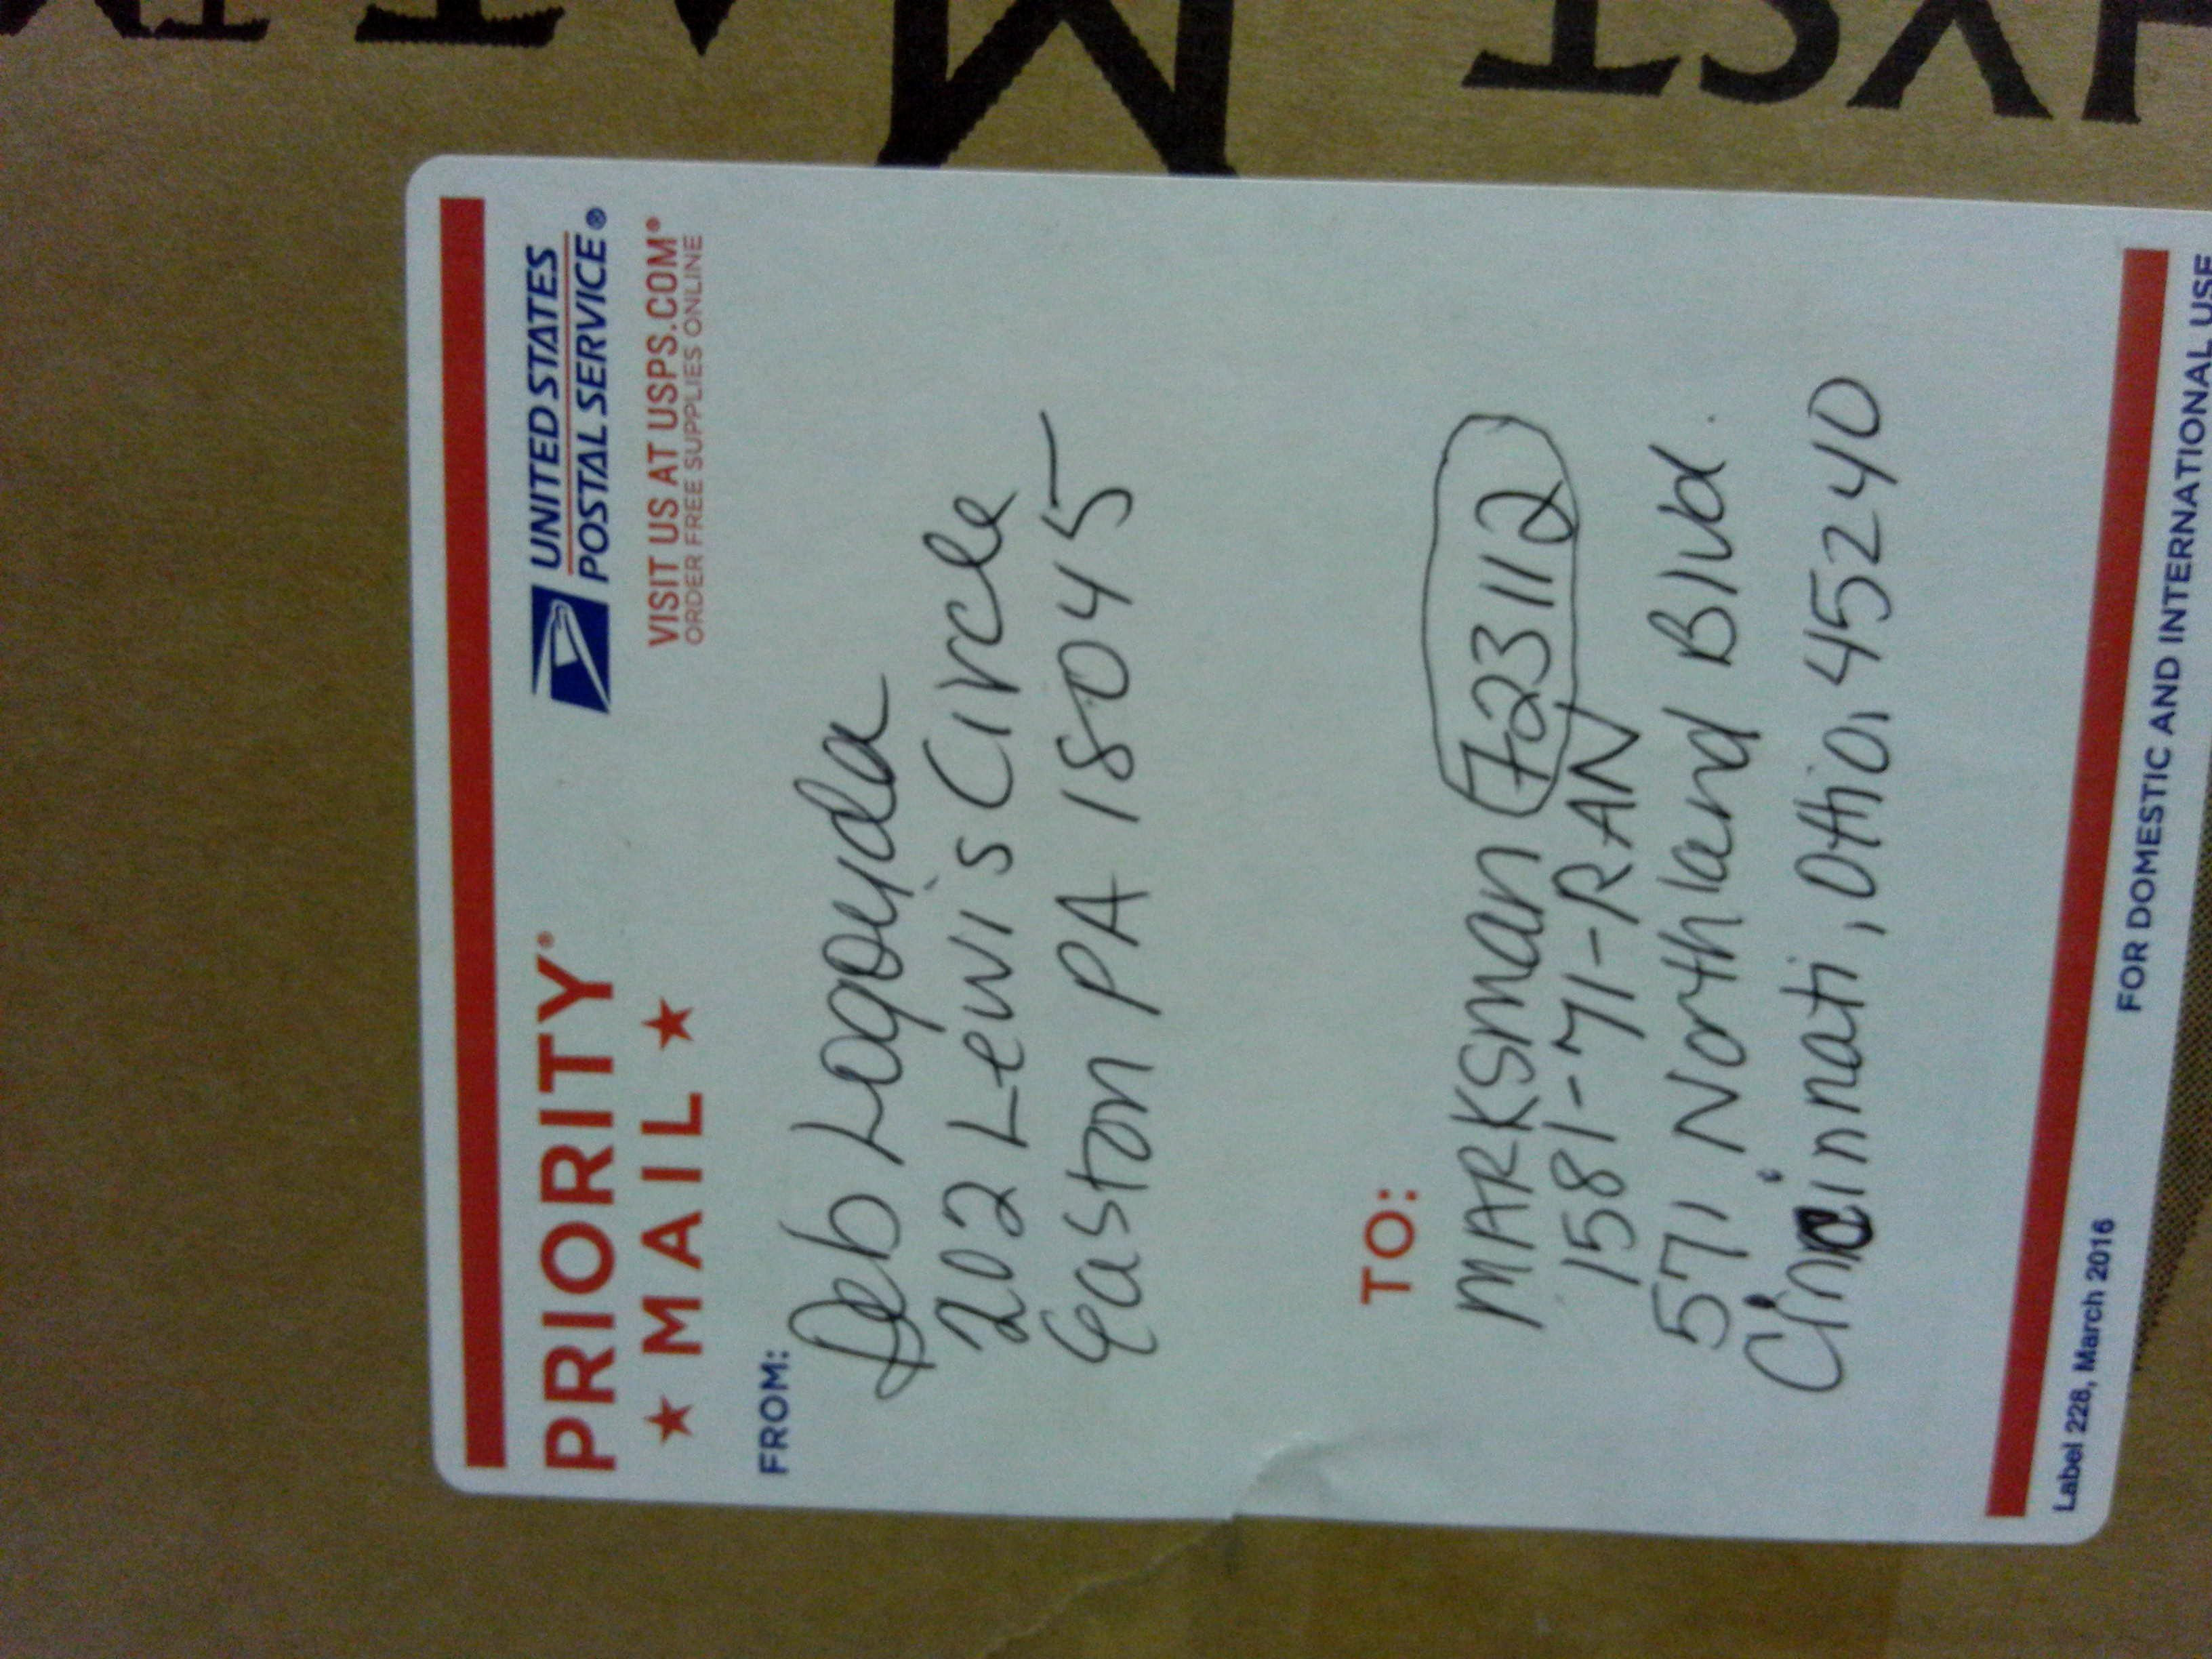 PRIORITY®
★ MAIL ★
UNITED STATES
POSTAL SERVICE®
VISIT US AT USPS.COM®
ORDER FREE SUPPLIES ONLINE
FROM:
Deb Logoyda
202 Lewis Circle
Easton PA 18045
TO:
MARKSman 723112
1581-71-RAN
571 Northland Blvd.
Cincinnati, Ohio, 45240
Label 228, March 2016
FOR DOMESTIC AND INTERNATIONAL USE